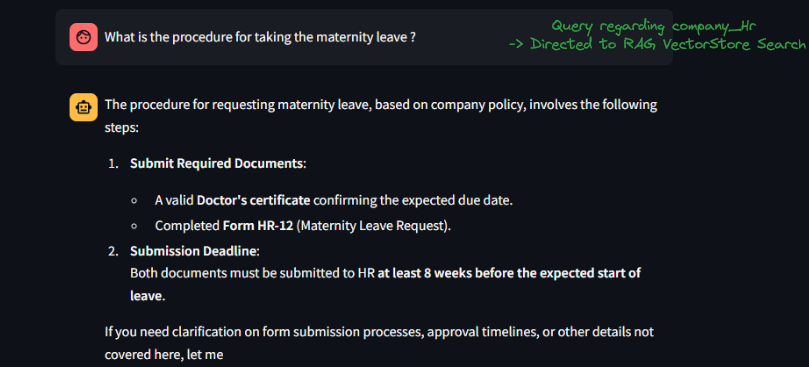 What is the procedure for taking the maternity leave ?
Query regarding company_Hr
-> Directed to RAG, VectorStore Search
The procedure for requesting maternity leave, based on company policy, involves the following
steps:
1. Submit Required Documents:
◦ A valid Doctor's certificate confirming the expected due date.
◦ Completed Form HR-12 (Maternity Leave Request).
2. Submission Deadline:
Both documents must be submitted to HR at least 8 weeks before the expected start of
leave.
If you need clarification on form submission processes, approval timelines, or other details not
covered here, let me